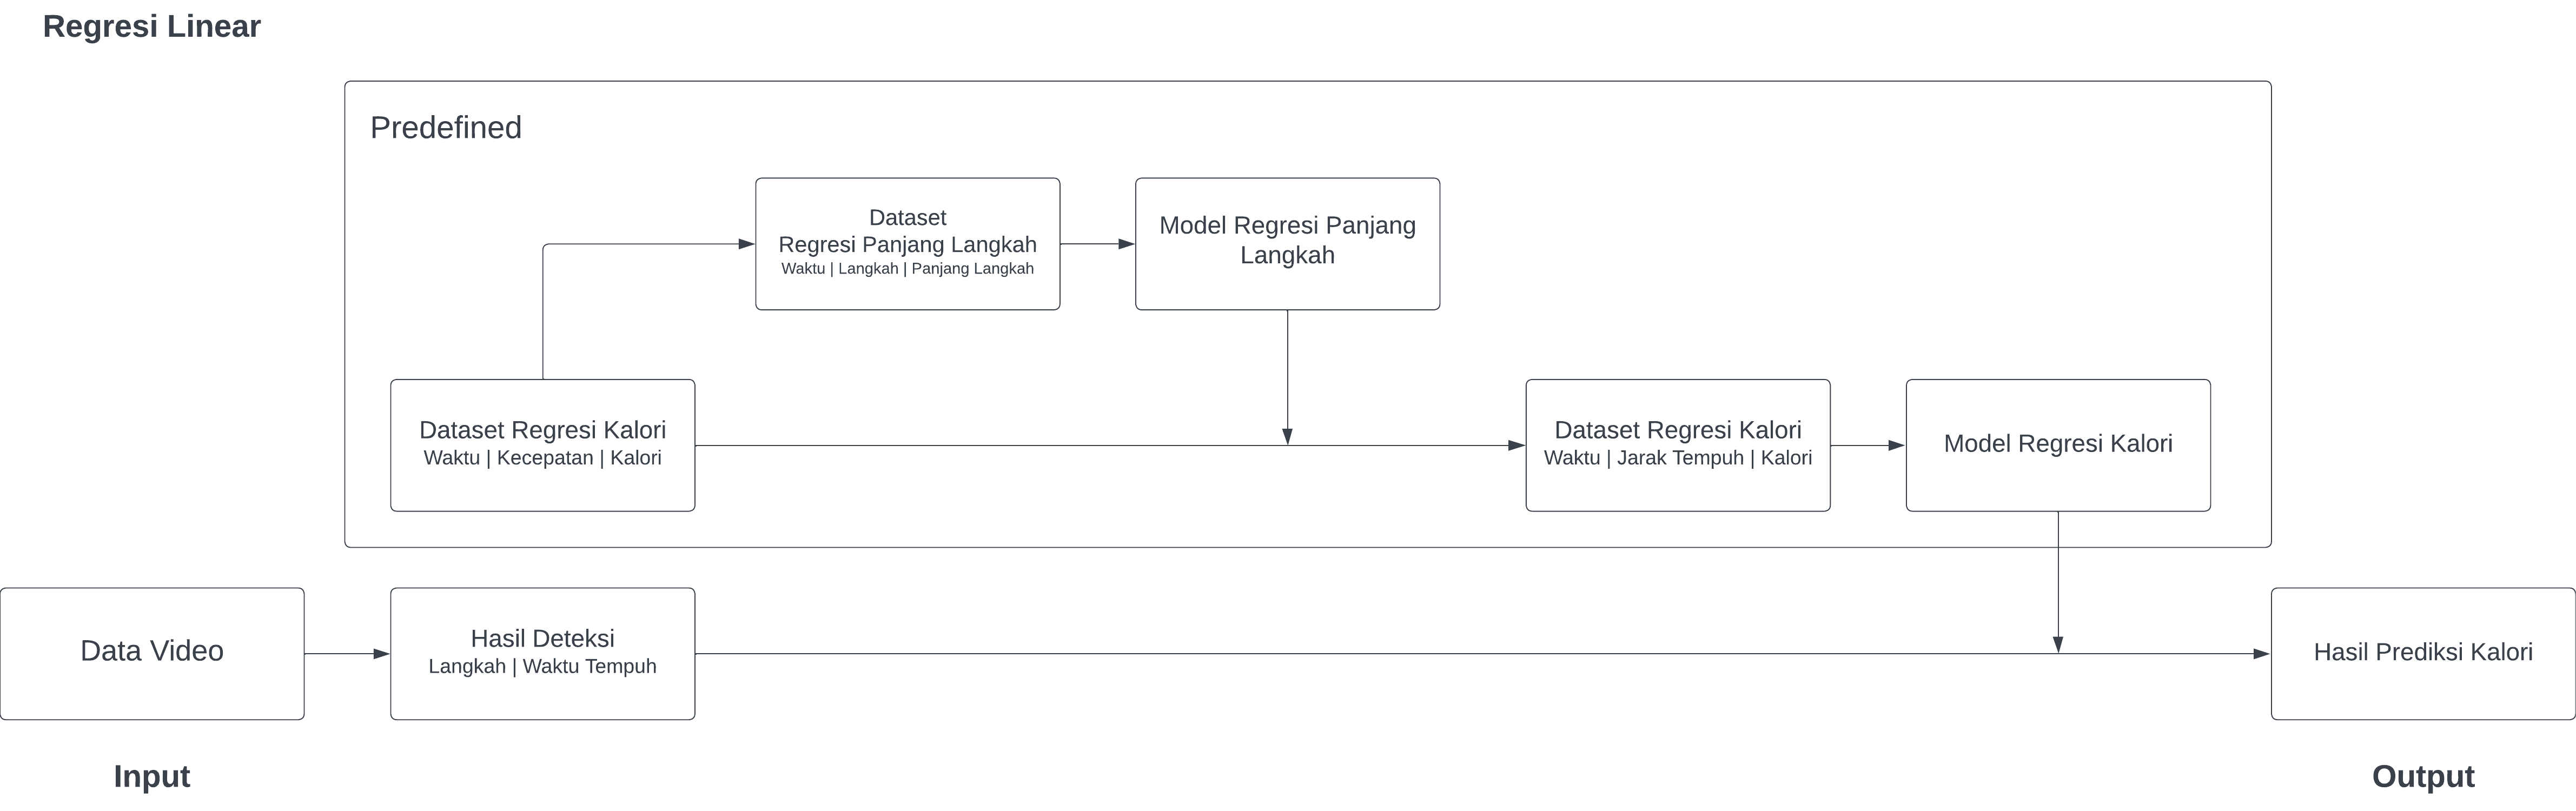 Regresi Linear
Predefined
Dataset
Regresi Panjang Langkah
Waktu | Langkah | Panjang Langkah
Model Regresi Panjang
Langkah
Dataset Regresi Kalori
Waktu | Kecepatan | Kalori
Dataset Regresi Kalori
Waktu | Jarak Tempuh | Kalori
Model Regresi Kalori
Data Video
Hasil Deteksi
Langkah | Waktu Tempuh
Hasil Prediksi Kalori
Input
Output